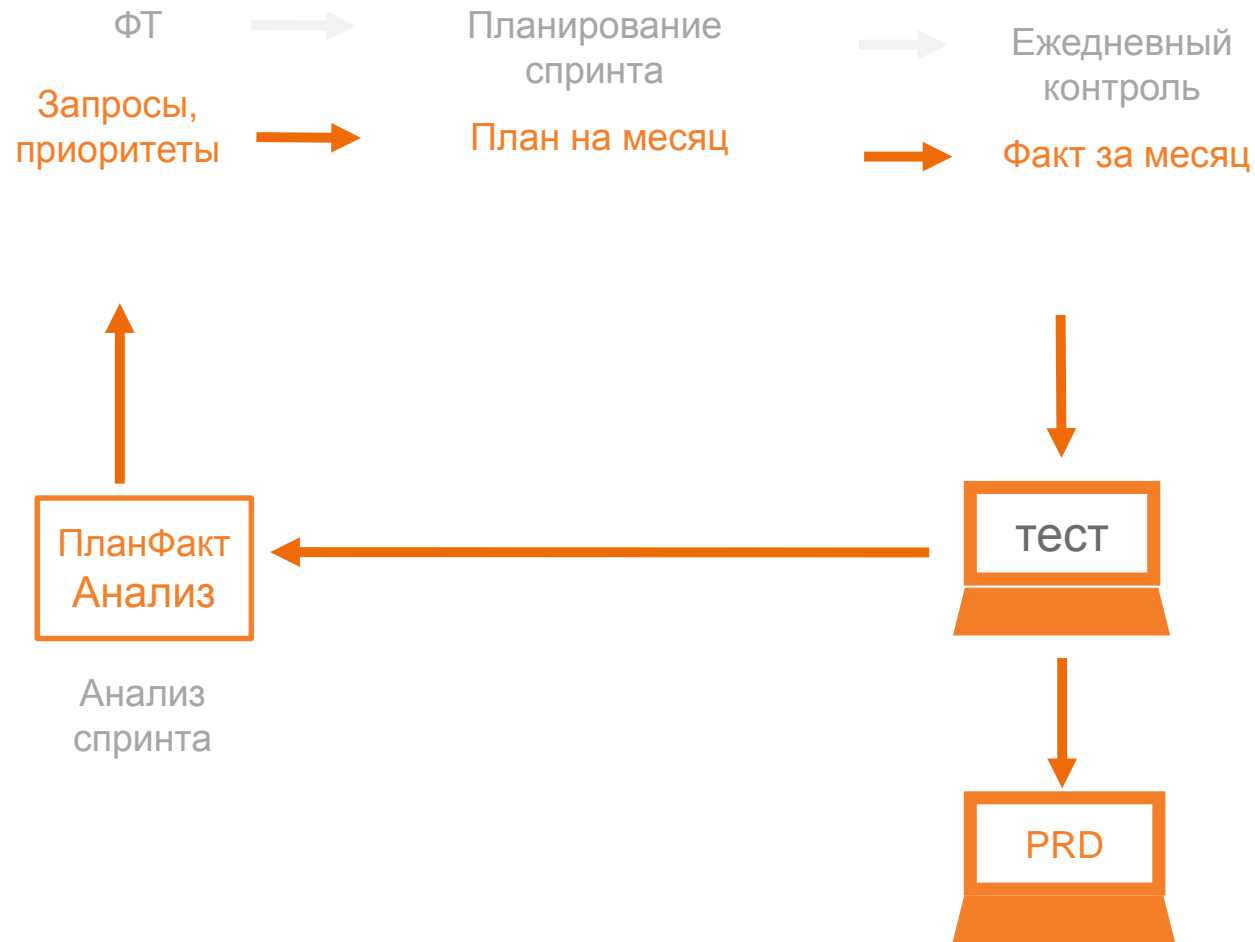 ФТ
Планирование
спринта
Ежедневный
контроль
Запросы,
приоритеты
План на месяц
Факт за месяц
ПланФакт
Анализ
тест
Анализ
спринта
PRD